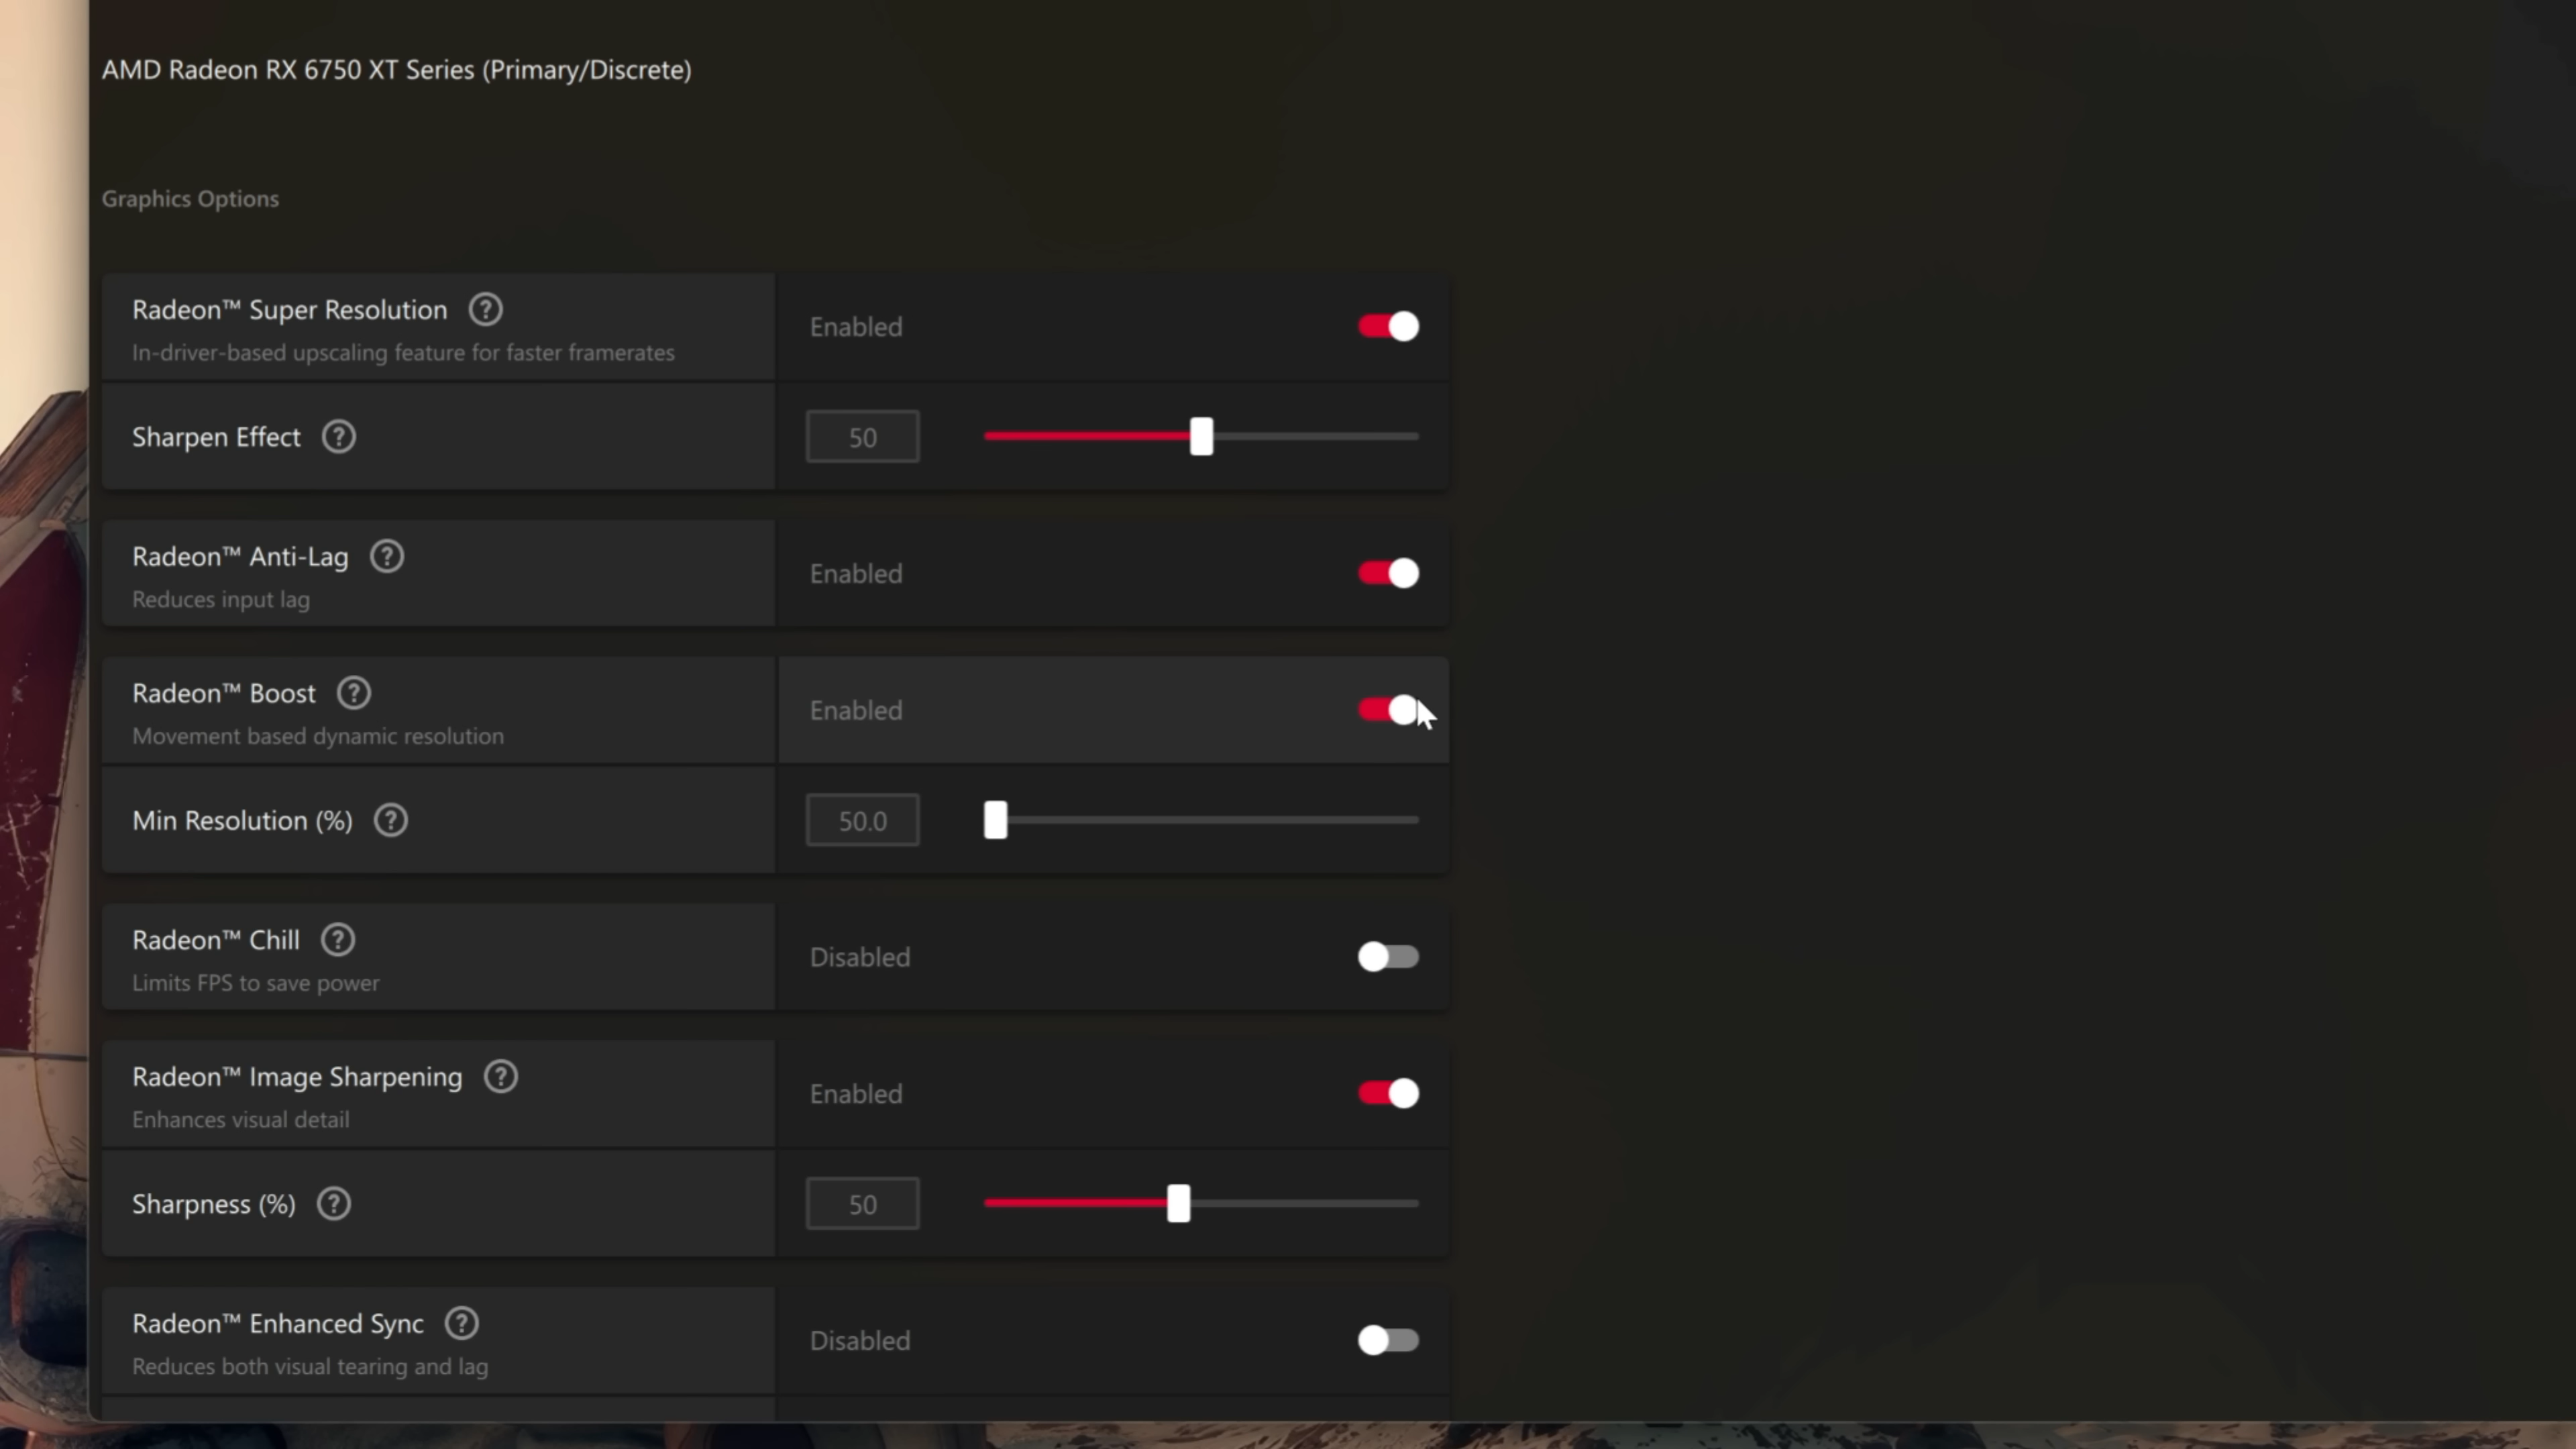 AMD Radeon RX 6750 XT Series (Primary/Discrete)
Graphics Options
Radeon™ Super Resolution ?
In-driver-based upscaling feature for faster framerates
Enabled
Sharpen Effect ?
50
Radeon™ Anti-Lag ?
Reduces input lag
Enabled
Radeon™ Boost ?
Movement based dynamic resolution
Enabled
Min Resolution (%) ?
50.0
Radeon™ Chill ?
Limits FPS to save power
Disabled
Radeon™ Image Sharpening ?
Enhances visual detail
Enabled
Sharpness (%) ?
50
Radeon™ Enhanced Sync ?
Reduces both visual tearing and lag
Disabled